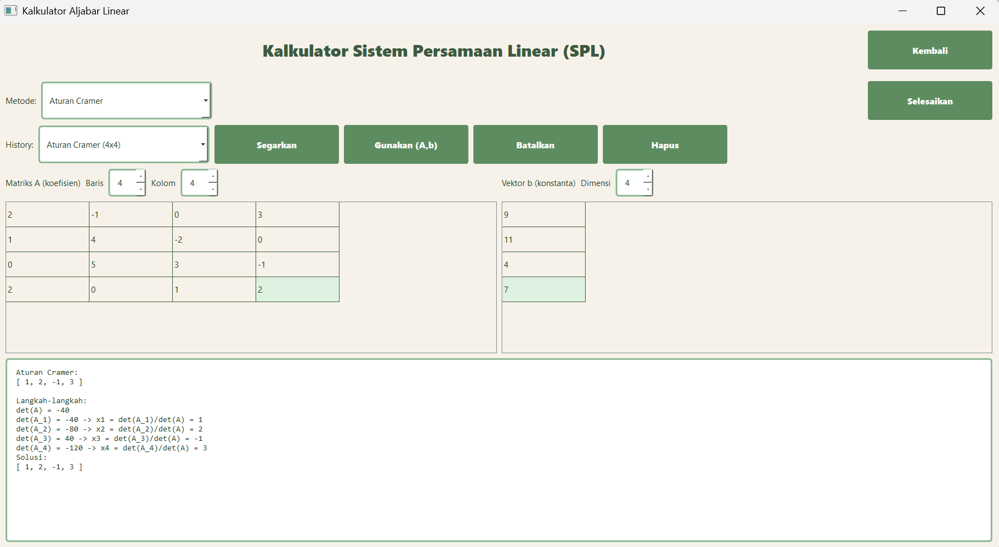 Kalkulator Aljabar Linear
Kalkulator Sistem Persamaan Linear (SPL)
Kembali
Metode: Aturan Cramer
Selesaikan
History: Aturan Cramer (4x4) Segarkan Gunakan (A,b) Batalkan Hapus
Matriks A (koefisien) Baris 4 Kolom 4
Vektor b (konstanta) Dimensi 4
2 -1 0 3
1 4 -2 0
0 5 3 -1
2 0 1 2
9
11
4
7
Aturan Cramer:
[ 1, 2, -1, 3 ]
Langkah-langkah:
det(A) = -40
det(A_1) = -40 -> x1 = det(A_1)/det(A) = 1
det(A_2) = -80 -> x2 = det(A_2)/det(A) = 2
det(A_3) = 40 -> x3 = det(A_3)/det(A) = -1
det(A_4) = -120 -> x4 = det(A_4)/det(A) = 3
Solusi:
[ 1, 2, -1, 3 ]